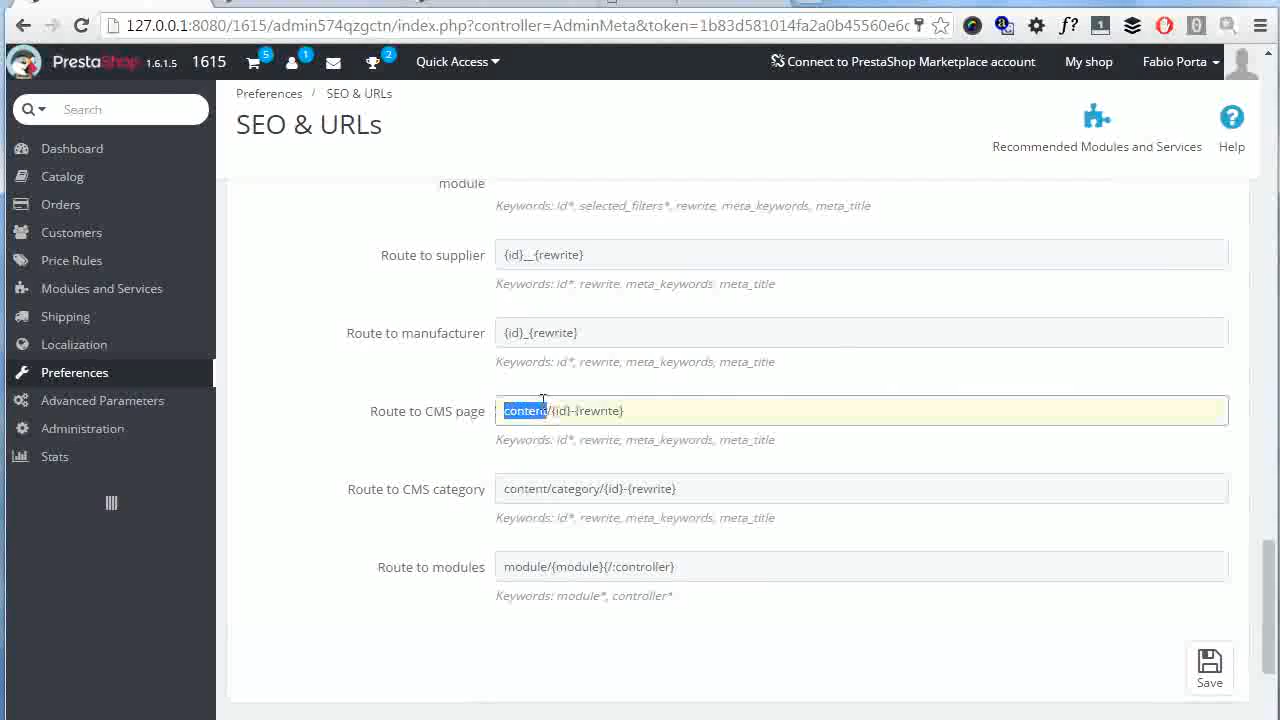 127.0.0.1:8080/1615/admin574qzgctn/index.php?controller=AdminMeta&token=1b83d581014fa2a0b45560e6c
PrestaShop 1.6.1.5 1615 5 1 2 Quick Access Connect to PrestaShop Marketplace account My shop Fabio Porta
Search
Dashboard
Catalog
Orders
Customers
Price Rules
Modules and Services
Shipping
Localization
Preferences
Advanced Parameters
Administration
Stats
Preferences / SEO & URLs
SEO & URLs
Recommended Modules and Services
Help
module
Keywords: id*, selected_filters*, rewrite, meta_keywords, meta_title
Route to supplier {id}__{rewrite}
Keywords: id*, rewrite, meta_keywords, meta_title
Route to manufacturer {id}_{rewrite}
Keywords: id*, rewrite, meta_keywords, meta_title
Route to CMS page content/{id}-{rewrite}
Keywords: id*, rewrite, meta_keywords, meta_title
Route to CMS category content/category/{id}-{rewrite}
Keywords: id*, rewrite, meta_keywords, meta_title
Route to modules module/{module}{/:controller}
Keywords: module*, controller*
Save